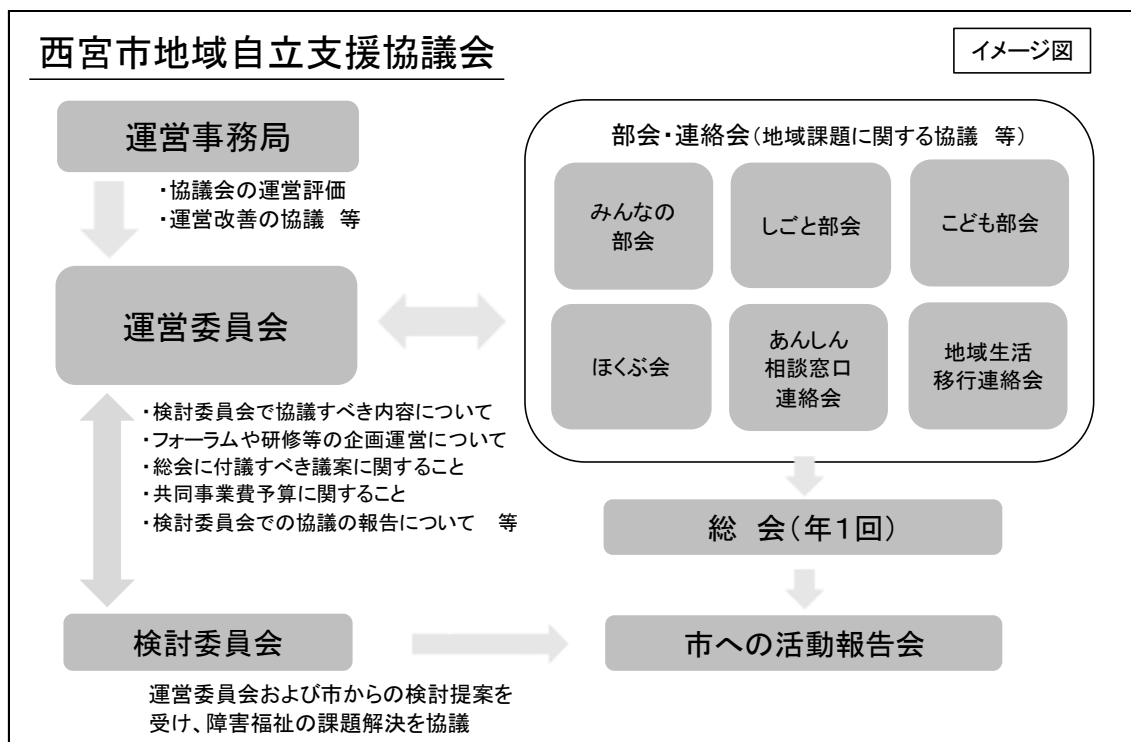 西宮市地域自立支援協議会
イメージ図
運営事務局
・協議会の運営評価
・運営改善の協議 等
運営委員会
・検討委員会で協議すべき内容について
・フォーラムや研修等の企画運営について
・総会に付議すべき議案に関すること
・共同事業費予算に関すること
・検討委員会での協議の報告について 等
検討委員会
運営委員会および市からの検討提案を
受け、障害福祉の課題解決を協議
部会・連絡会(地域課題に関する協議 等)
みんなの
部会
しごと部会
こども部会
ほくぶ会
あんしん
相談窓口
連絡会
地域生活
移行連絡会
総 会(年1回)
市への活動報告会